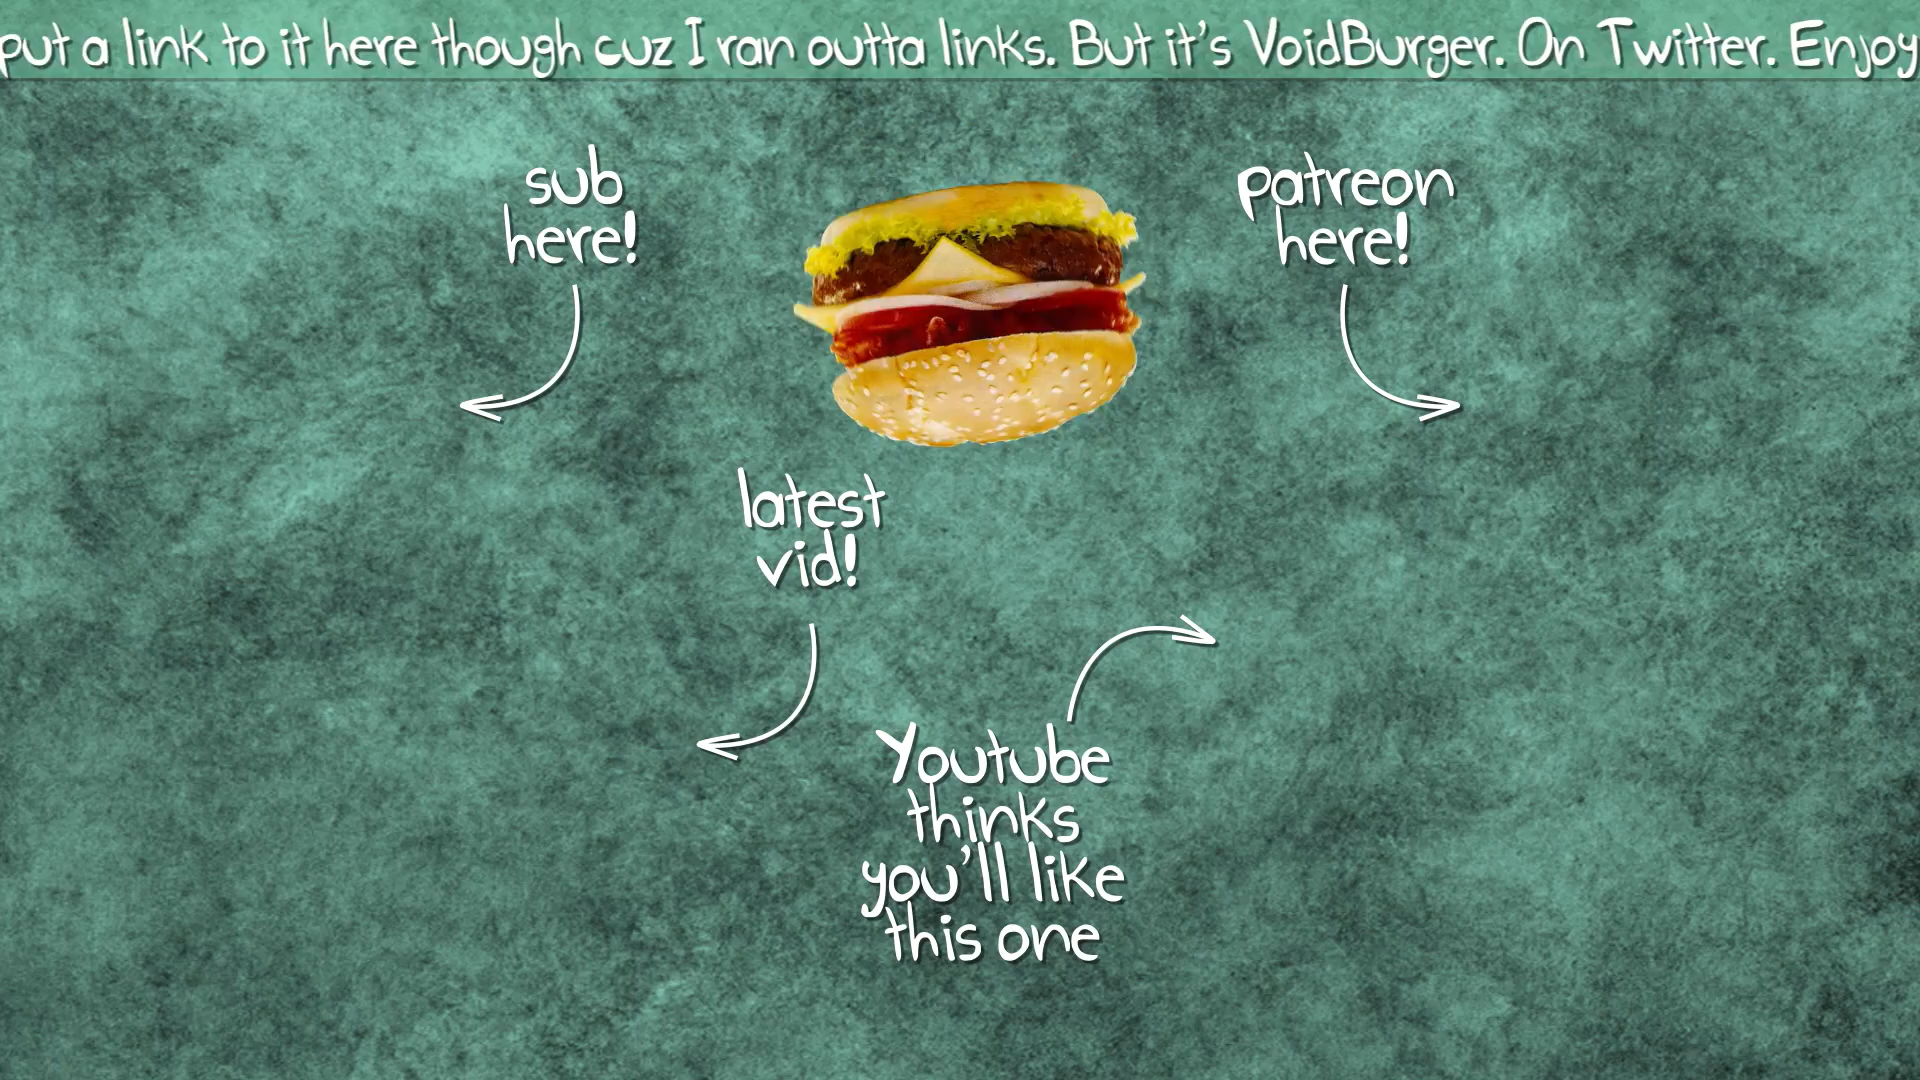 put a link to it here though cuz I ran outta links. But it's VoidBurger. On Twitter. Enjoy
sub
here!
patreon
here!
latest
vid!
Youtube
thinks
you'll like
this one